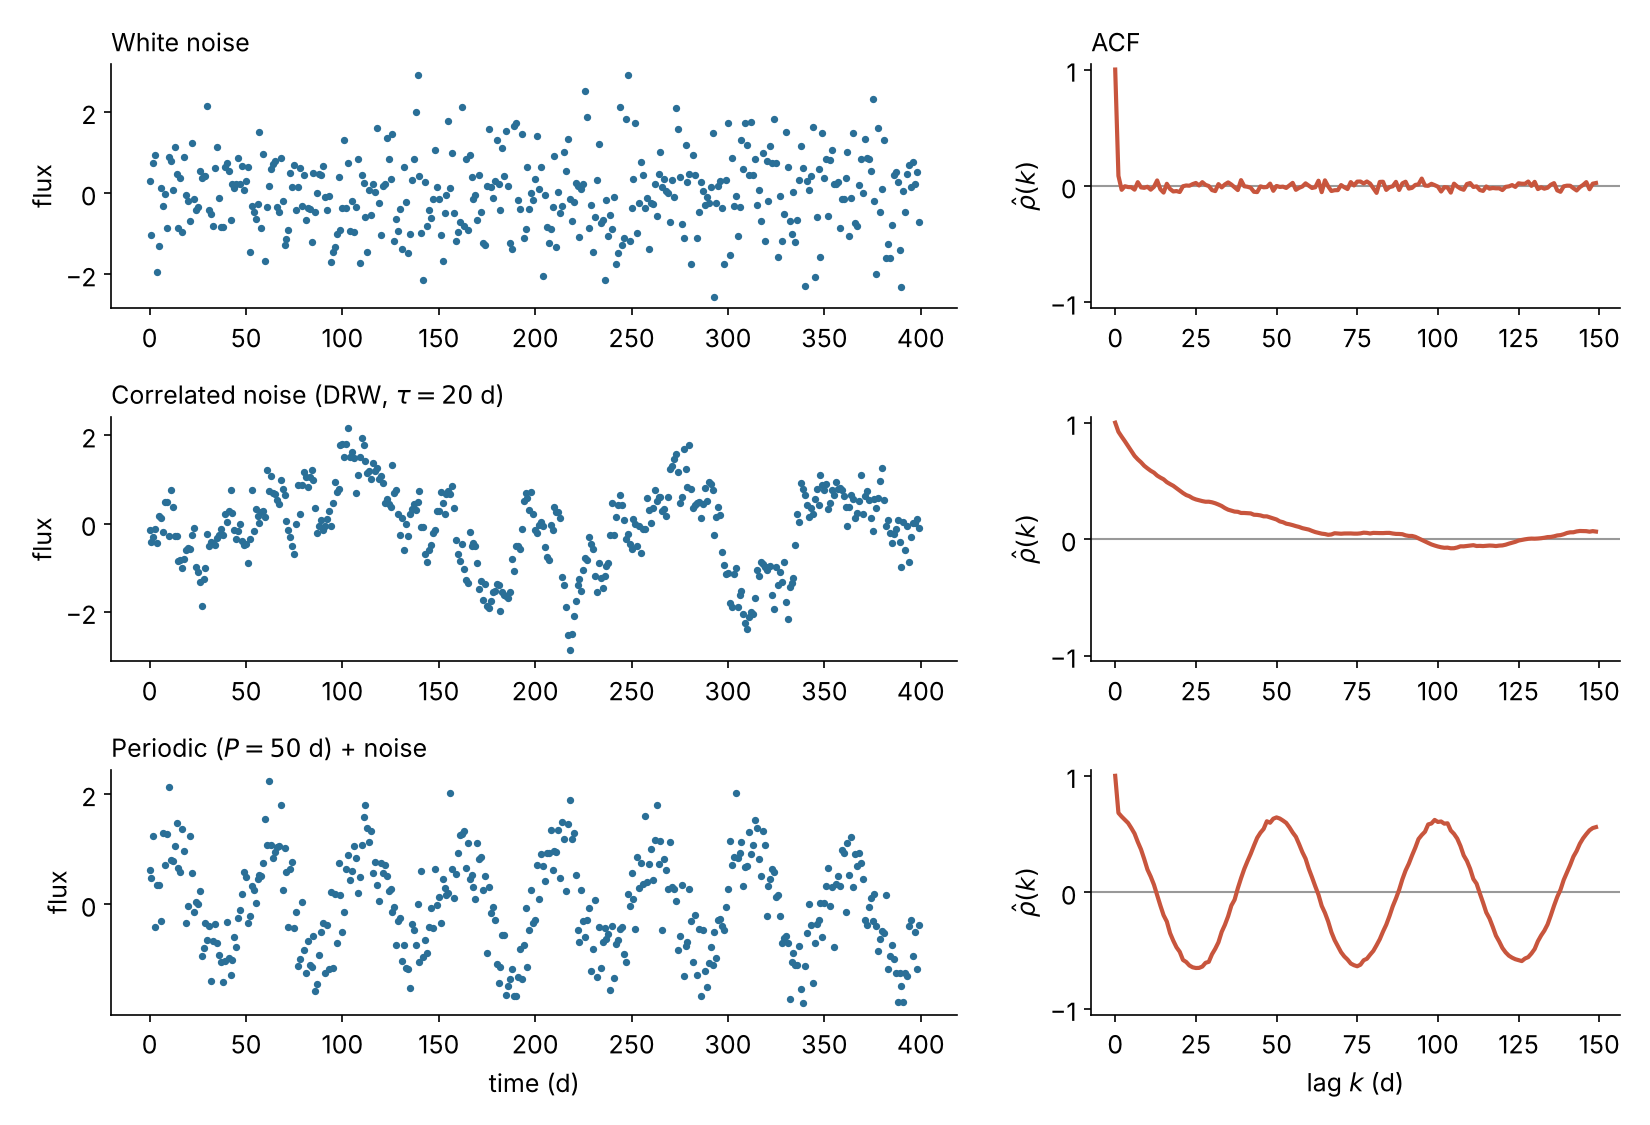 White noise
ACF
flux
2
0
−2
0 50 100 150 200 250 300 350 400
ρ̂(k)
1
0
−1
0 25 50 75 100 125 150
Correlated noise (DRW, τ = 20 d)
flux
2
0
−2
0 50 100 150 200 250 300 350 400
ρ̂(k)
1
0
−1
0 25 50 75 100 125 150
Periodic (P = 50 d) + noise
flux
2
0
0 50 100 150 200 250 300 350 400
time (d)
ρ̂(k)
1
0
−1
0 25 50 75 100 125 150
lag k (d)